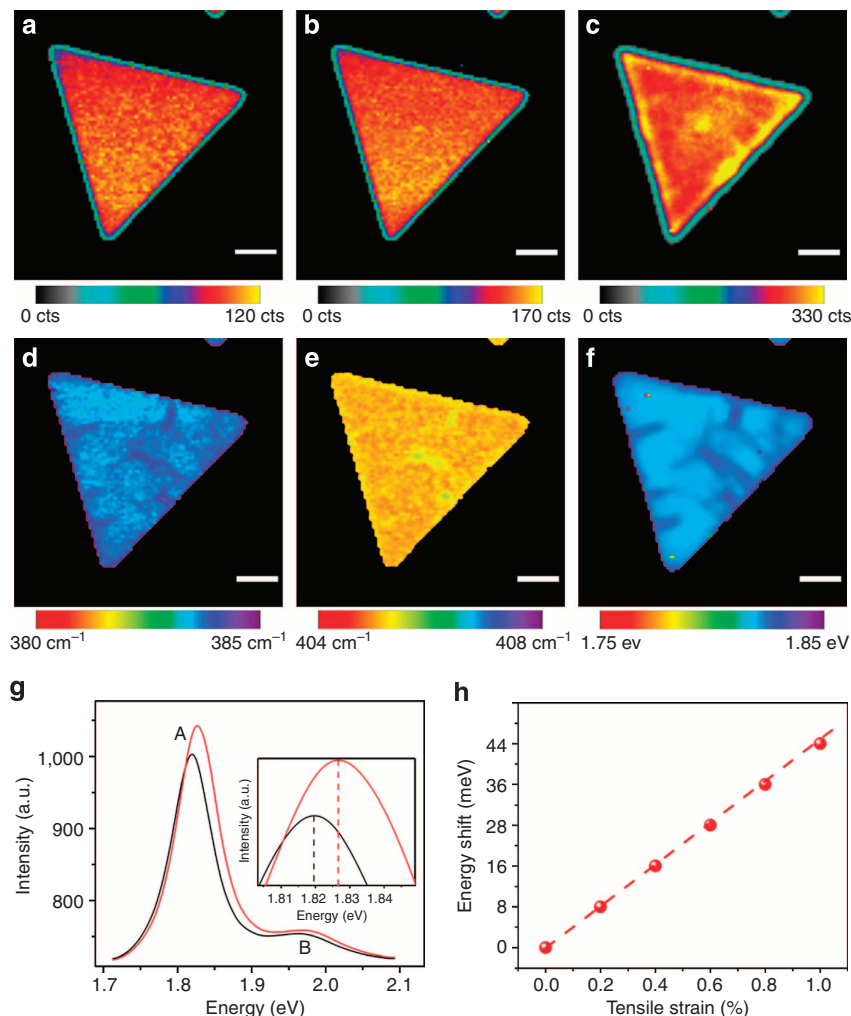 a b c
0 cts 120 cts 0 cts 170 cts 0 cts 330 cts
d e f
380 cm⁻¹ 385 cm⁻¹ 404 cm⁻¹ 408 cm⁻¹ 1.75 ev 1.85 eV
g
Intensity (a.u.)
1,000
900
800
A
B
1.7 1.8 1.9 2.0 2.1
Energy (eV)
Intensity (a.u.)
1.81 1.82 1.83 1.84
Energy (eV)
h
Energy shift (meV)
44
36
28
16
8
0
0.0 0.2 0.4 0.6 0.8 1.0
Tensile strain (%)